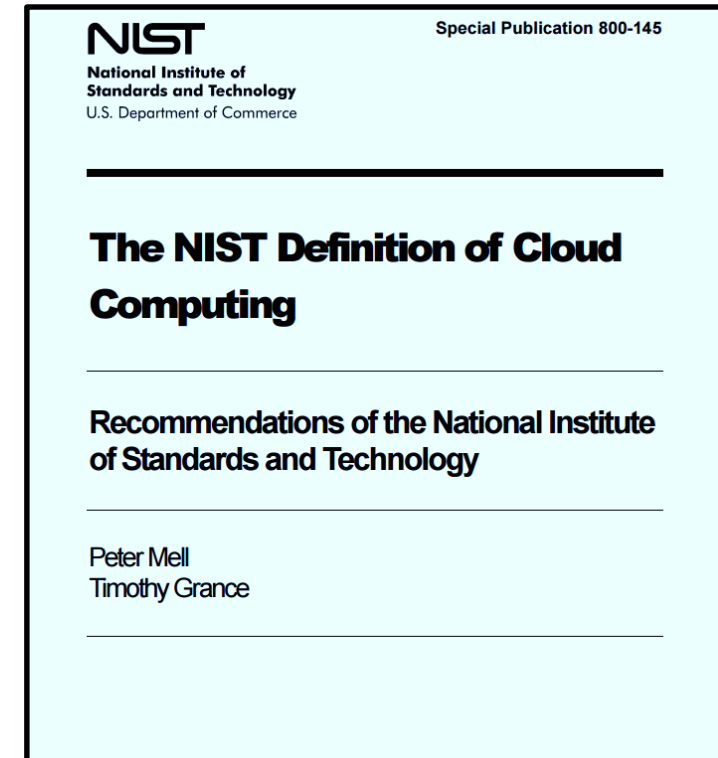 NIST
Special Publication 800-145
National Institute of
Standards and Technology
U.S. Department of Commerce
The NIST Definition of Cloud
Computing
Recommendations of the National Institute
of Standards and Technology
Peter Mell
Timothy Grance